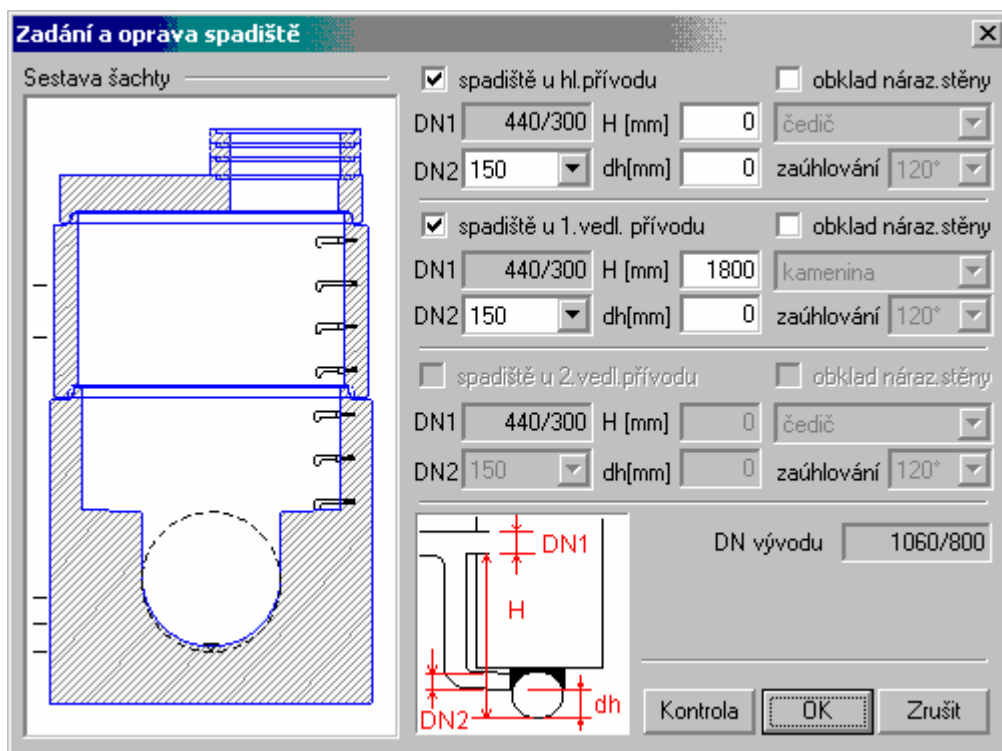 Zadání a oprava spadiště
Sestava šachty
spadiště u hl.přívodu obklad náraz.stěny
DN1 440/300 H [mm] 0 čedič
DN2 150 dh[mm] 0 zaúhlování 120°
spadiště u 1.vedl. přívodu obklad náraz.stěny
DN1 440/300 H [mm] 1800 kamenina
DN2 150 dh[mm] 0 zaúhlování 120°
spadiště u 2.vedl.přívodu obklad náraz.stěny
DN1 440/300 H [mm] 0 čedič
DN2 150 dh[mm] 0 zaúhlování 120°
DN1
H
DN2
dh
DN vývodu 1060/800
Kontrola OK Zrušit